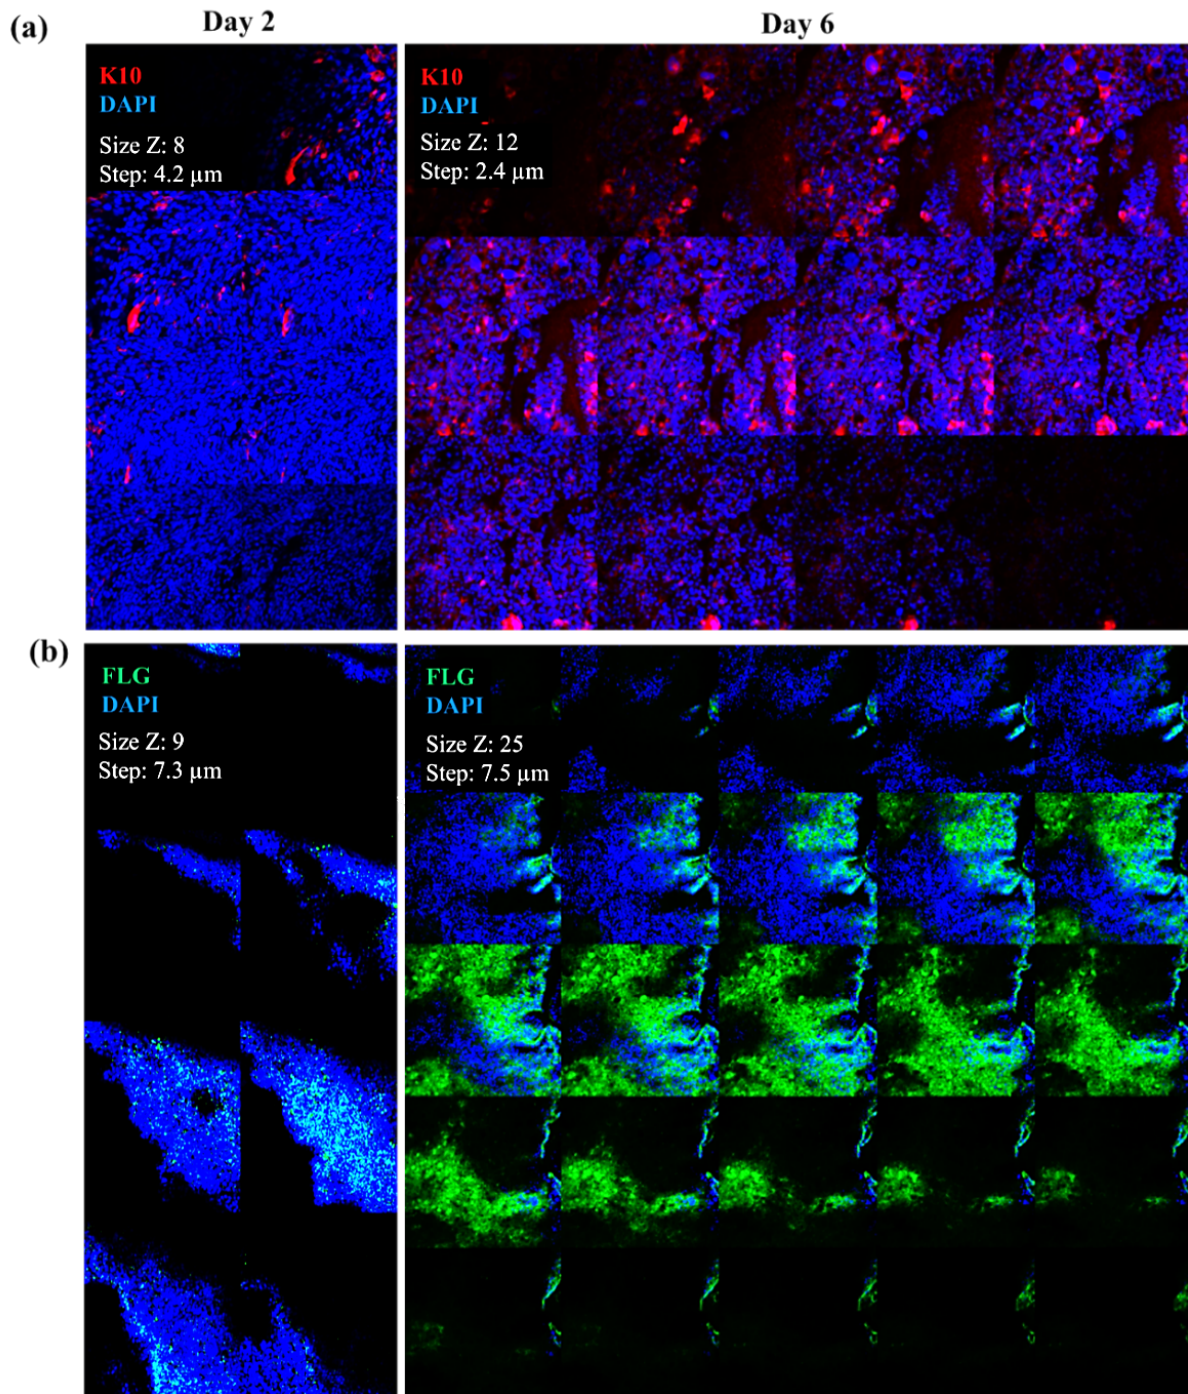 (a)
Day 2
Day 6
K10
DAPI
Size Z: 8
Step: 4.2 µm
K10
DAPI
Size Z: 12
Step: 2.4 µm
(b)
FLG
DAPI
Size Z: 9
Step: 7.3 µm
FLG
DAPI
Size Z: 25
Step: 7.5 µm